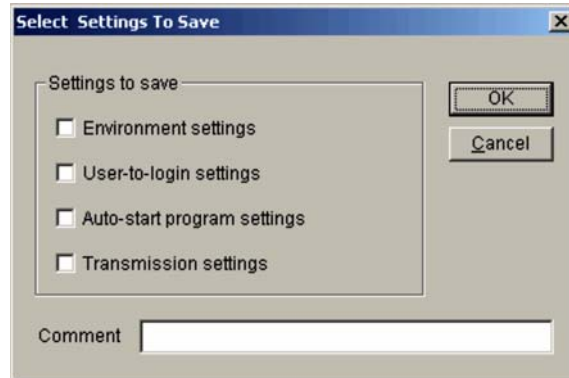 Select Settings To Save
Settings to save
Environment settings
User-to-login settings
Auto-start program settings
Transmission settings
OK
Cancel
Comment